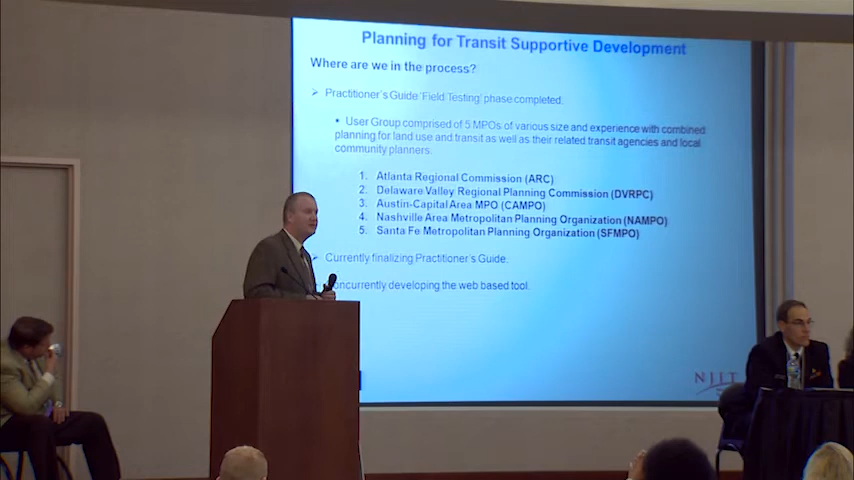 Planning for Transit Supportive Development
Where are we in the process?
➢ Practitioner's Guide 'Field Testing' phase completed.
▪ User Group comprised of 5 MPOs of various size and experience with combined
planning for land use and transit as well as their related transit agencies and local
community planners.
1. Atlanta Regional Commission (ARC)
2. Delaware Valley Regional Planning Commission (DVRPC)
3. Austin-Capital Area MPO (CAMPO)
4. Nashville Area Metropolitan Planning Organization (NAMPO)
5. Santa Fe Metropolitan Planning Organization (SFMPO)
➢ Currently finalizing Practitioner's Guide.
oncurrently developing the web based tool.
NJIT